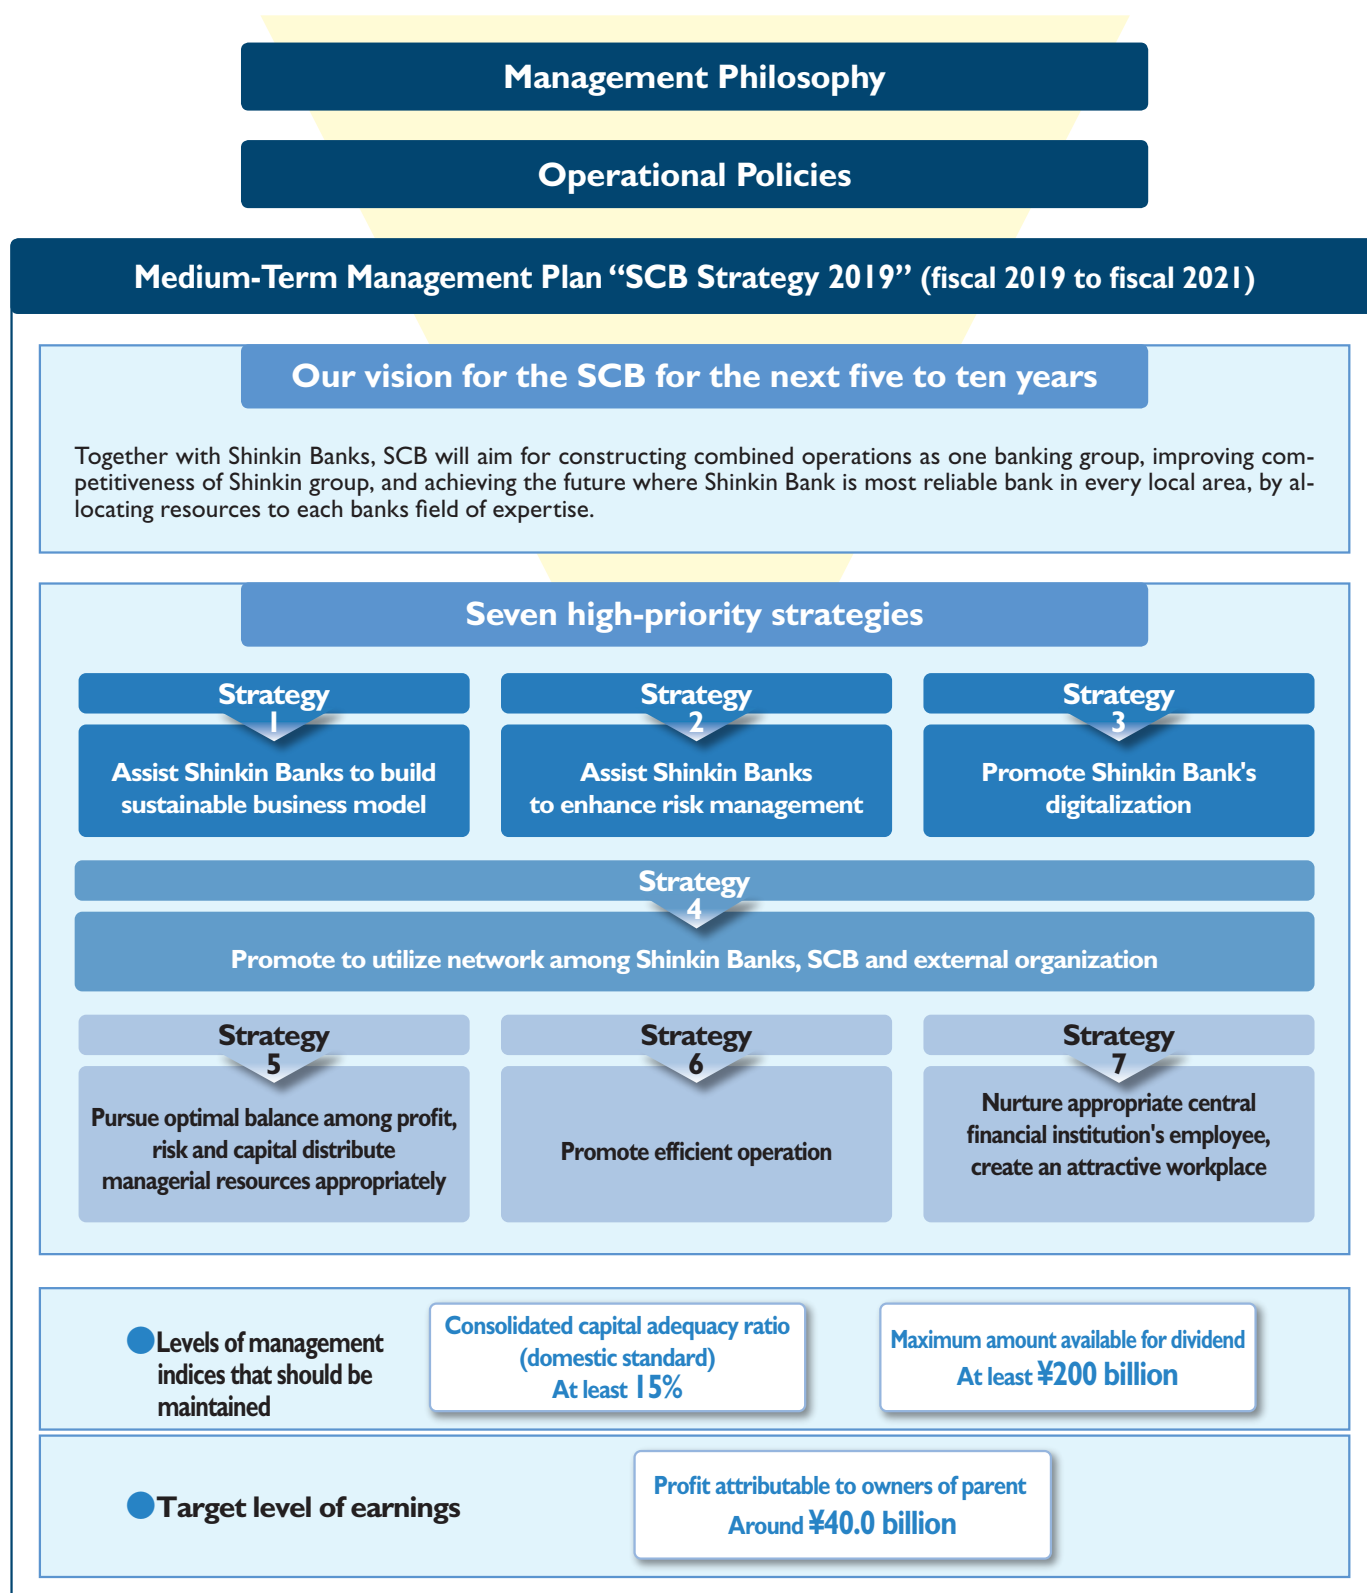 Management Philosophy
Operational Policies
Medium-Term Management Plan “SCB Strategy 2019” (fiscal 2019 to fiscal 2021)
Our vision for the SCB for the next five to ten years
Together with Shinkin Banks, SCB will aim for constructing combined operations as one banking group, improving com-
petitiveness of Shinkin group, and achieving the future where Shinkin Bank is most reliable bank in every local area, by al-
locating resources to each banks field of expertise.
Seven high-priority strategies
Strategy
1
Assist Shinkin Banks to build
sustainable business model
Strategy
2
Assist Shinkin Banks
to enhance risk management
Strategy
3
Promote Shinkin Bank's
digitalization
Strategy
4
Promote to utilize network among Shinkin Banks, SCB and external organization
Strategy
5
Pursue optimal balance among profit,
risk and capital distribute
managerial resources appropriately
Strategy
6
Promote efficient operation
Strategy
7
Nurture appropriate central
financial institution's employee,
create an attractive workplace
Levels of management
indices that should be
maintained
Consolidated capital adequacy ratio
(domestic standard)
At least 15%
Maximum amount available for dividend
At least ¥200 billion
Target level of earnings
Profit attributable to owners of parent
Around ¥40.0 billion